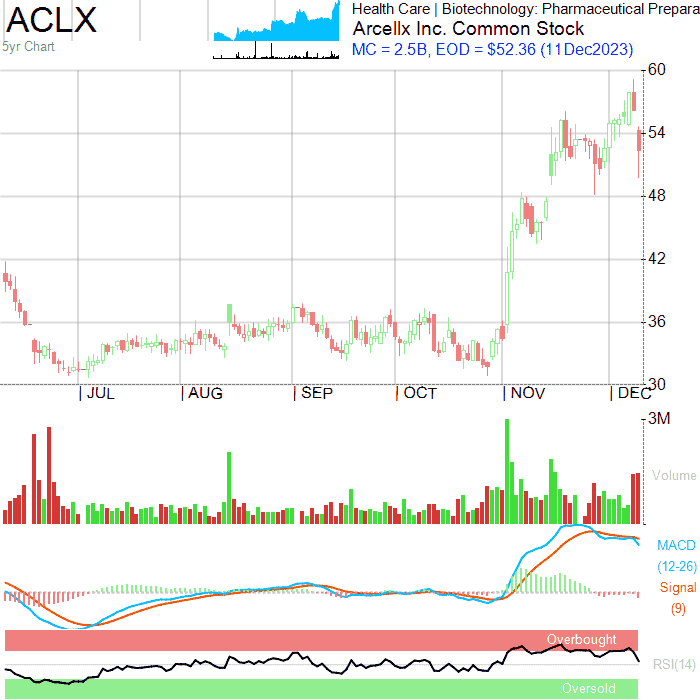 ACLX
5yr Chart
Health Care | Biotechnology: Pharmaceutical Prepara
Arcellx Inc. Common Stock
MC = 2.5B, EOD = $52.36 (11Dec2023)
60
54
48
42
36
30
JUL AUG SEP OCT NOV DEC
3M
Volume
MACD
(12-26)
Signal
(9)
Overbought
RSI(14)
Oversold